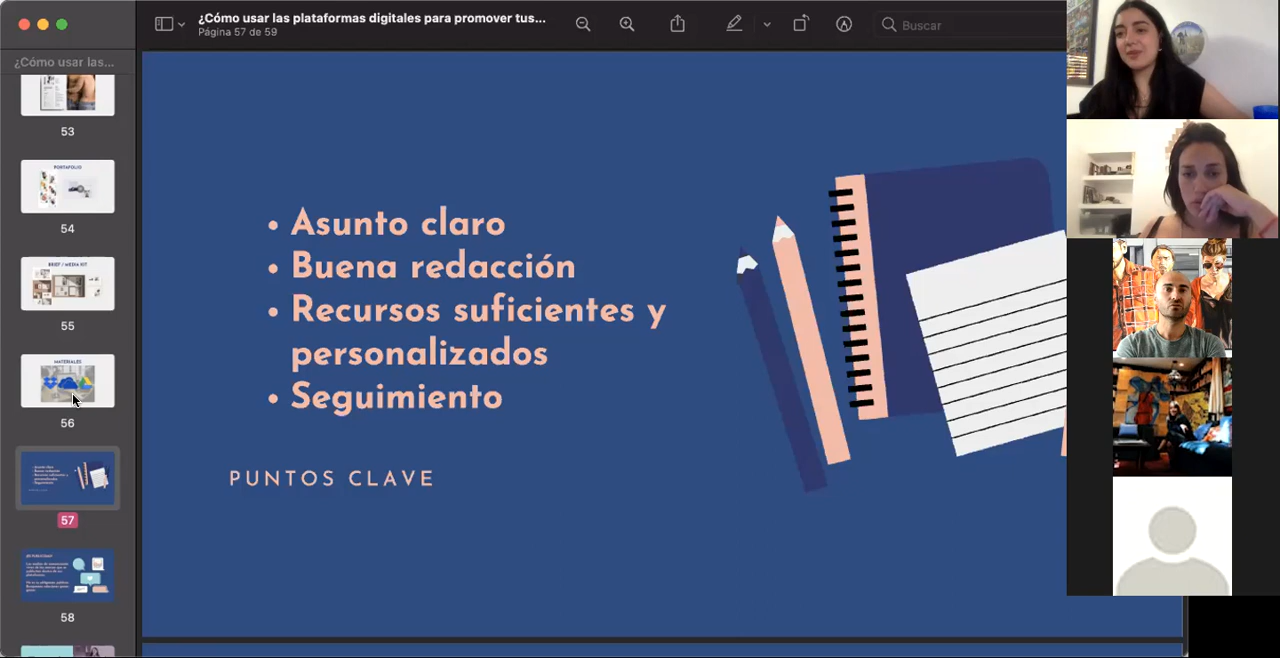 ¿Cómo usar las plataformas digitales para promover tus...
Página 57 de 59
Buscar
¿Cómo usar las...
53
PORTAFOLIO
54
BRIEF / MEDIA KIT
55
MATERIALES
56
57
58
• Asunto claro
• Buena redacción
• Recursos suficientes y
personalizados
• Seguimiento
PUNTOS CLAVE